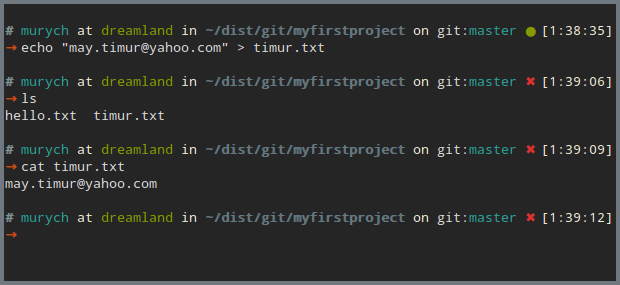 # murych at dreamland in ~/dist/git/myfirstproject on git:master ● [1:38:35]
→ echo "may.timur@yahoo.com" > timur.txt
# murych at dreamland in ~/dist/git/myfirstproject on git:master ✖ [1:39:06]
→ ls
hello.txt  timur.txt
# murych at dreamland in ~/dist/git/myfirstproject on git:master ✖ [1:39:09]
→ cat timur.txt
may.timur@yahoo.com
# murych at dreamland in ~/dist/git/myfirstproject on git:master ✖ [1:39:12]
→